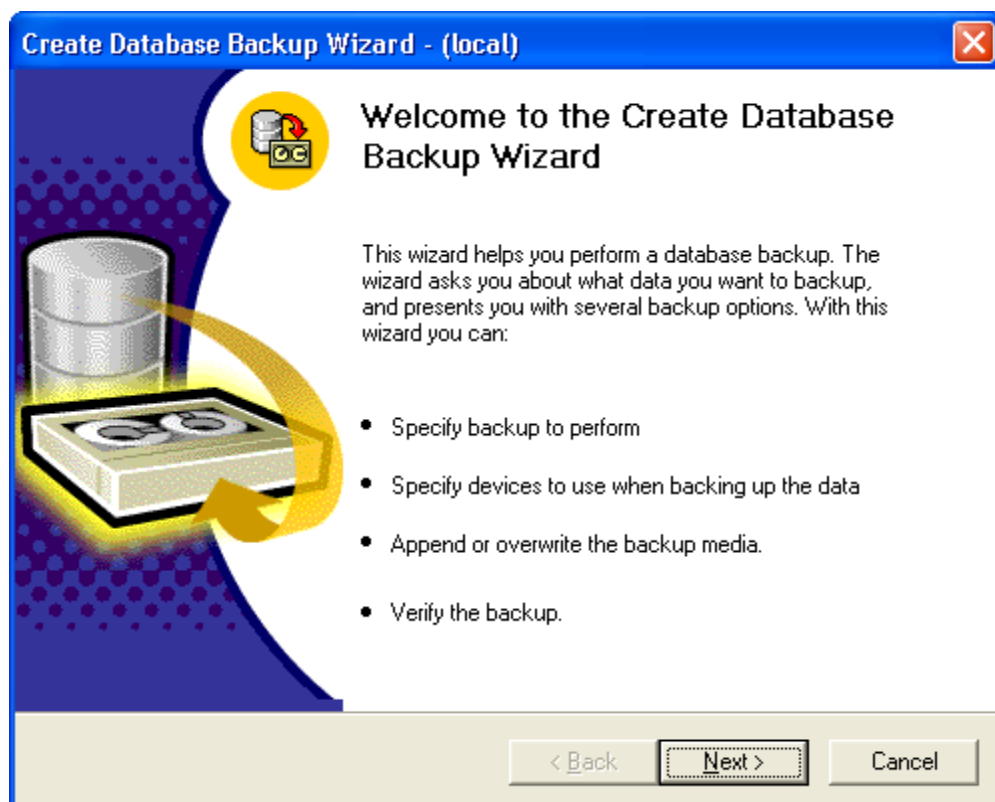 Create Database Backup Wizard - (local)
Welcome to the Create Database
Backup Wizard
This wizard helps you perform a database backup. The
wizard asks you about what data you want to backup,
and presents you with several backup options. With this
wizard you can:
• Specify backup to perform
• Specify devices to use when backing up the data
• Append or overwrite the backup media.
• Verify the backup.
< Back
Next >
Cancel